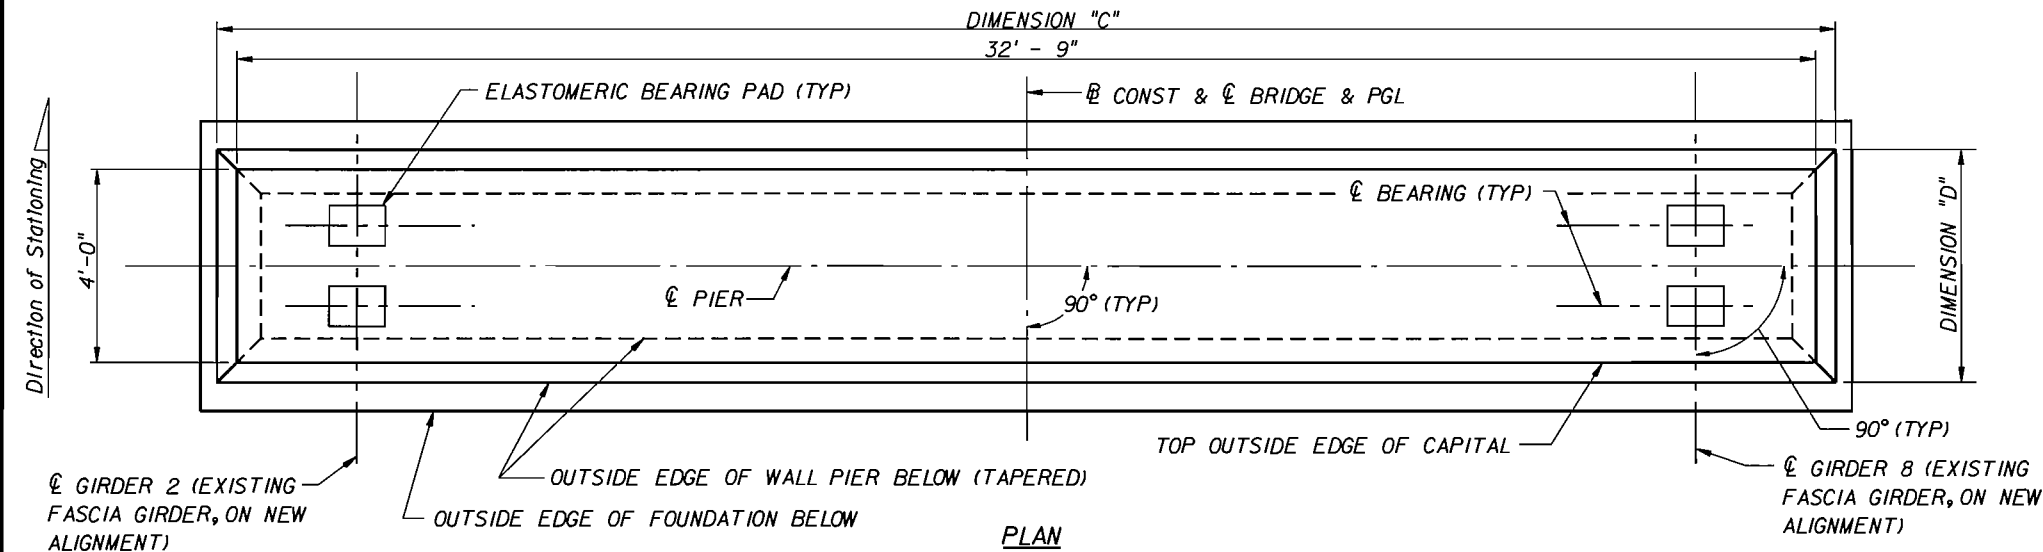 DIMENSION "C"
32' - 9"
ELASTOMERIC BEARING PAD (TYP)
℄ CONST & ℄ BRIDGE & PGL
Direction of Stationing
4'-0"
℄ BEARING (TYP)
DIMENSION "D"
℄ PIER
90° (TYP)
TOP OUTSIDE EDGE OF CAPITAL
90° (TYP)
℄ GIRDER 2 (EXISTING
FASCIA GIRDER, ON NEW
ALIGNMENT)
OUTSIDE EDGE OF WALL PIER BELOW (TAPERED)
OUTSIDE EDGE OF FOUNDATION BELOW
℄ GIRDER 8 (EXISTING
FASCIA GIRDER, ON NEW
ALIGNMENT)
PLAN